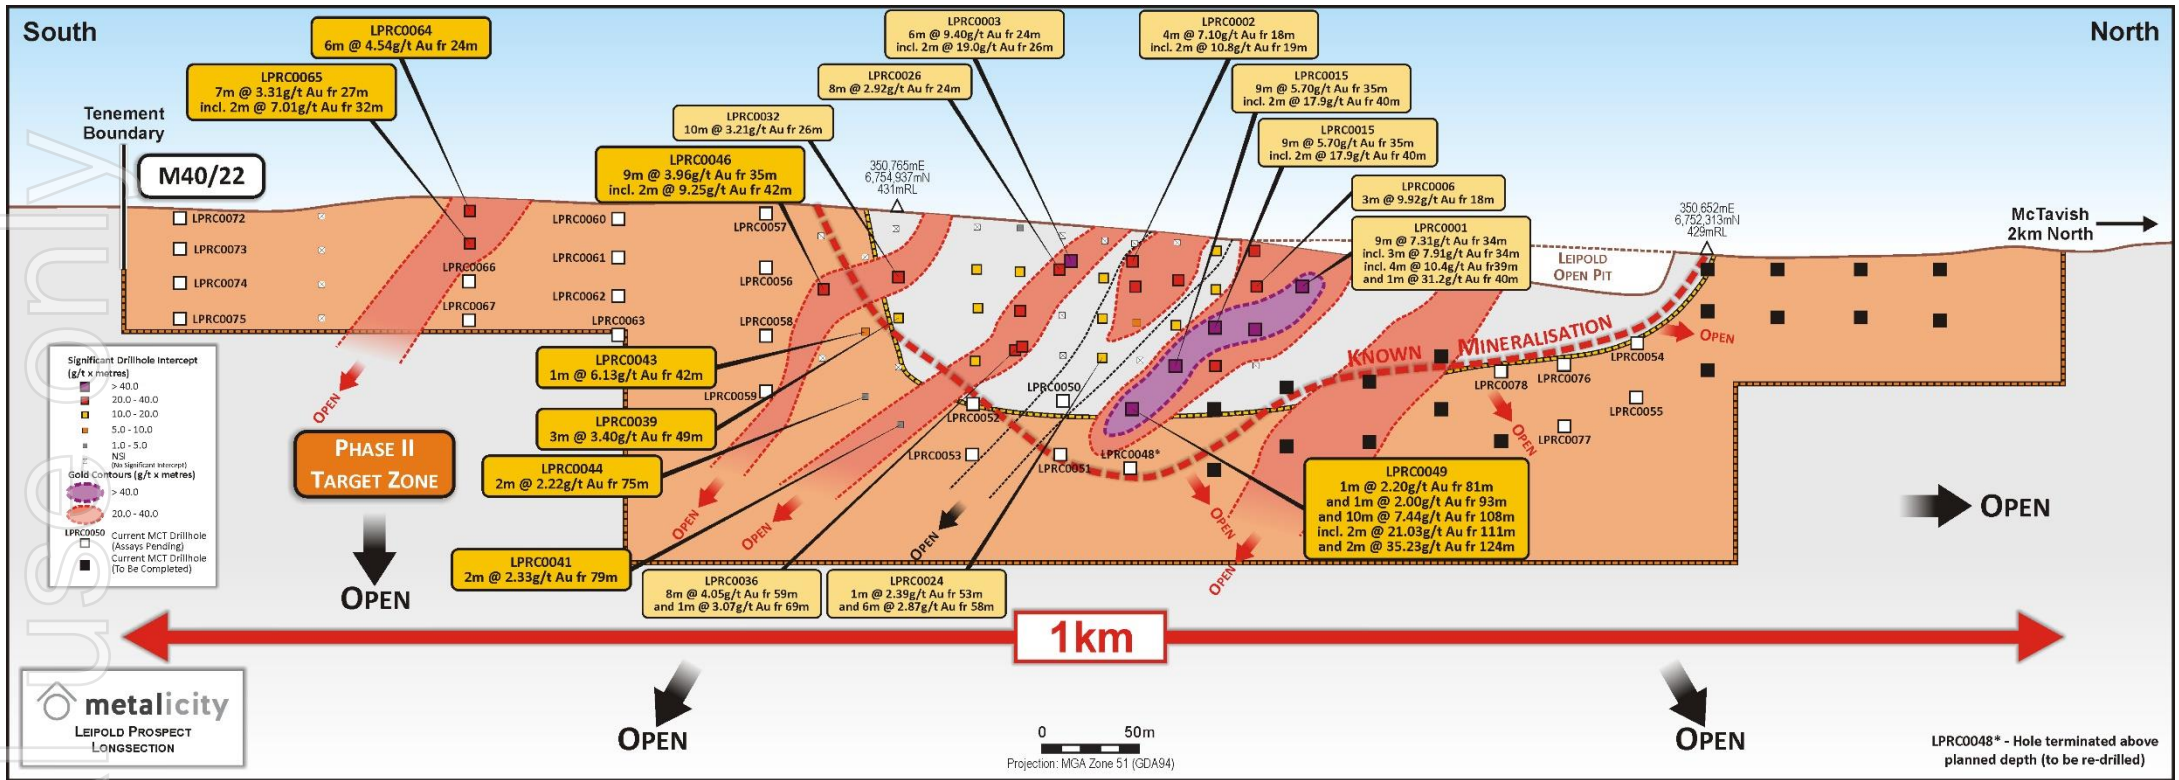 South
North
LPRC0064
6m @ 4.54g/t Au fr 24m
LPRC0065
7m @ 3.31g/t Au fr 27m
incl. 2m @ 7.01g/t Au fr 32m
Tenement
Boundary
M40/22
LPRC0003
6m @ 9.40g/t Au fr 24m
incl. 2m @ 19.0g/t Au fr 26m
LPRC0002
4m @ 7.10g/t Au fr 18m
incl. 2m @ 10.8g/t Au fr 19m
LPRC0026
8m @ 2.92g/t Au fr 24m
LPRC0015
9m @ 5.70g/t Au fr 35m
incl. 2m @ 17.9g/t Au fr 40m
LPRC0032
10m @ 3.21g/t Au fr 26m
LPRC0015
9m @ 5.70g/t Au fr 35m
incl. 2m @ 17.9g/t Au fr 40m
LPRC0046
9m @ 3.96g/t Au fr 35m
incl. 2m @ 9.25g/t Au fr 42m
350,765mE
6,754,937mN
431mRL
LPRC0006
3m @ 9.92g/t Au fr 18m
LPRC0001
9m @ 7.31g/t Au fr 34m
incl 3m @ 7.91g/t Au fr 34m
incl. 4m @ 10.4g/t Au fr39m
and 1m @ 31.2g/t Au fr 40m
350,652mE
6,752,313mN
429mRL
McTavish
2km North
Leipold
Open Pit
LPRC0072
LPRC0073
LPRC0074
LPRC0075
LPRC0066
LPRC0067
LPRC0060
LPRC0061
LPRC0062
LPRC0063
LPRC0057
LPRC0056
LPRC0058
LPRC0059
Known Mineralisation
Open
LPRC0054
LPRC0076
LPRC0078
LPRC0055
LPRC0077
LPRC0050
LPRC0052
LPRC0053
LPRC0051
LPRC0048*
Significant Drillhole Intercept
(g/t x metres)
> 40.0
20.0 - 40.0
10.0 - 20.0
5.0 - 10.0
1.0 - 5.0
NSI
(No Significant Intercept)
Gold Contours (g/t x metres)
> 40.0
20.0 - 40.0
LPRC0050
Current MCT Drillhole
(Assays Pending)
Current MCT Drillhole
(To Be Completed)
Open
Phase II
Target Zone
Open
LPRC0043
1m @ 6.13g/t Au fr 42m
LPRC0039
3m @ 3.40g/t Au fr 49m
LPRC0044
2m @ 2.22g/t Au fr 75m
LPRC0041
2m @ 2.33g/t Au fr 79m
LPRC0036
8m @ 4.05g/t Au fr 59m
and 1m @ 3.07g/t Au fr 69m
LPRC0024
1m @ 2.39g/t Au fr 53m
and 6m @ 2.87g/t Au fr 58m
LPRC0049
1m @ 2.20g/t Au fr 81m
and 1m @ 2.00g/t Au fr 93m
and 10m @ 7.44g/t Au fr 108m
incl. 2m @ 21.03g/t Au fr 111m
and 2m @ 35.23g/t Au fr 124m
Open
Open
Open
Open
Open
Open
Open
1km
Open
Open
metalicity
Leipold Prospect
Longsection
0 50m
Projection: MGA Zone 51 (GDA94)
LPRC0048* - Hole terminated above
planned depth (to be re-drilled)
use only